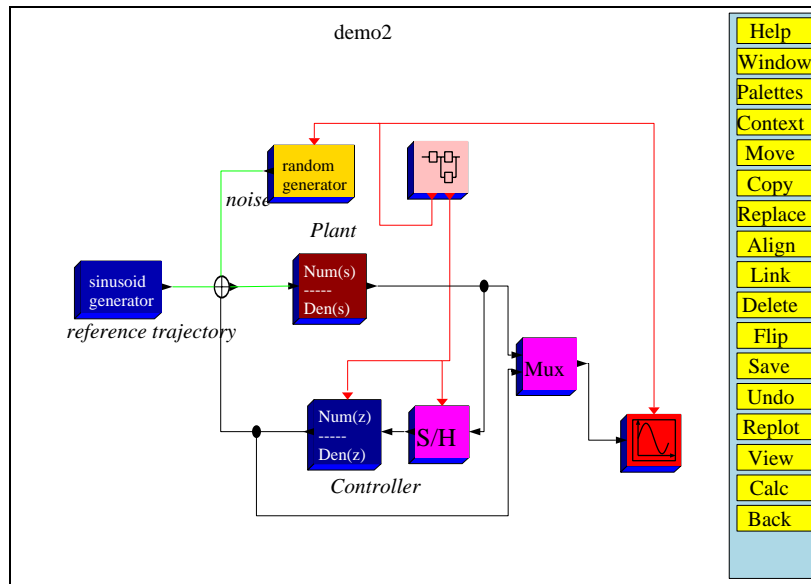 demo2
random
generator
noise
Plant
sinusoid
generator
reference trajectory
Num(s)
-----
Den(s)
Mux
Num(z)
-----
Den(z)
S/H
Controller
Help
Window
Palettes
Context
Move
Copy
Replace
Align
Link
Delete
Flip
Save
Undo
Replot
View
Calc
Back